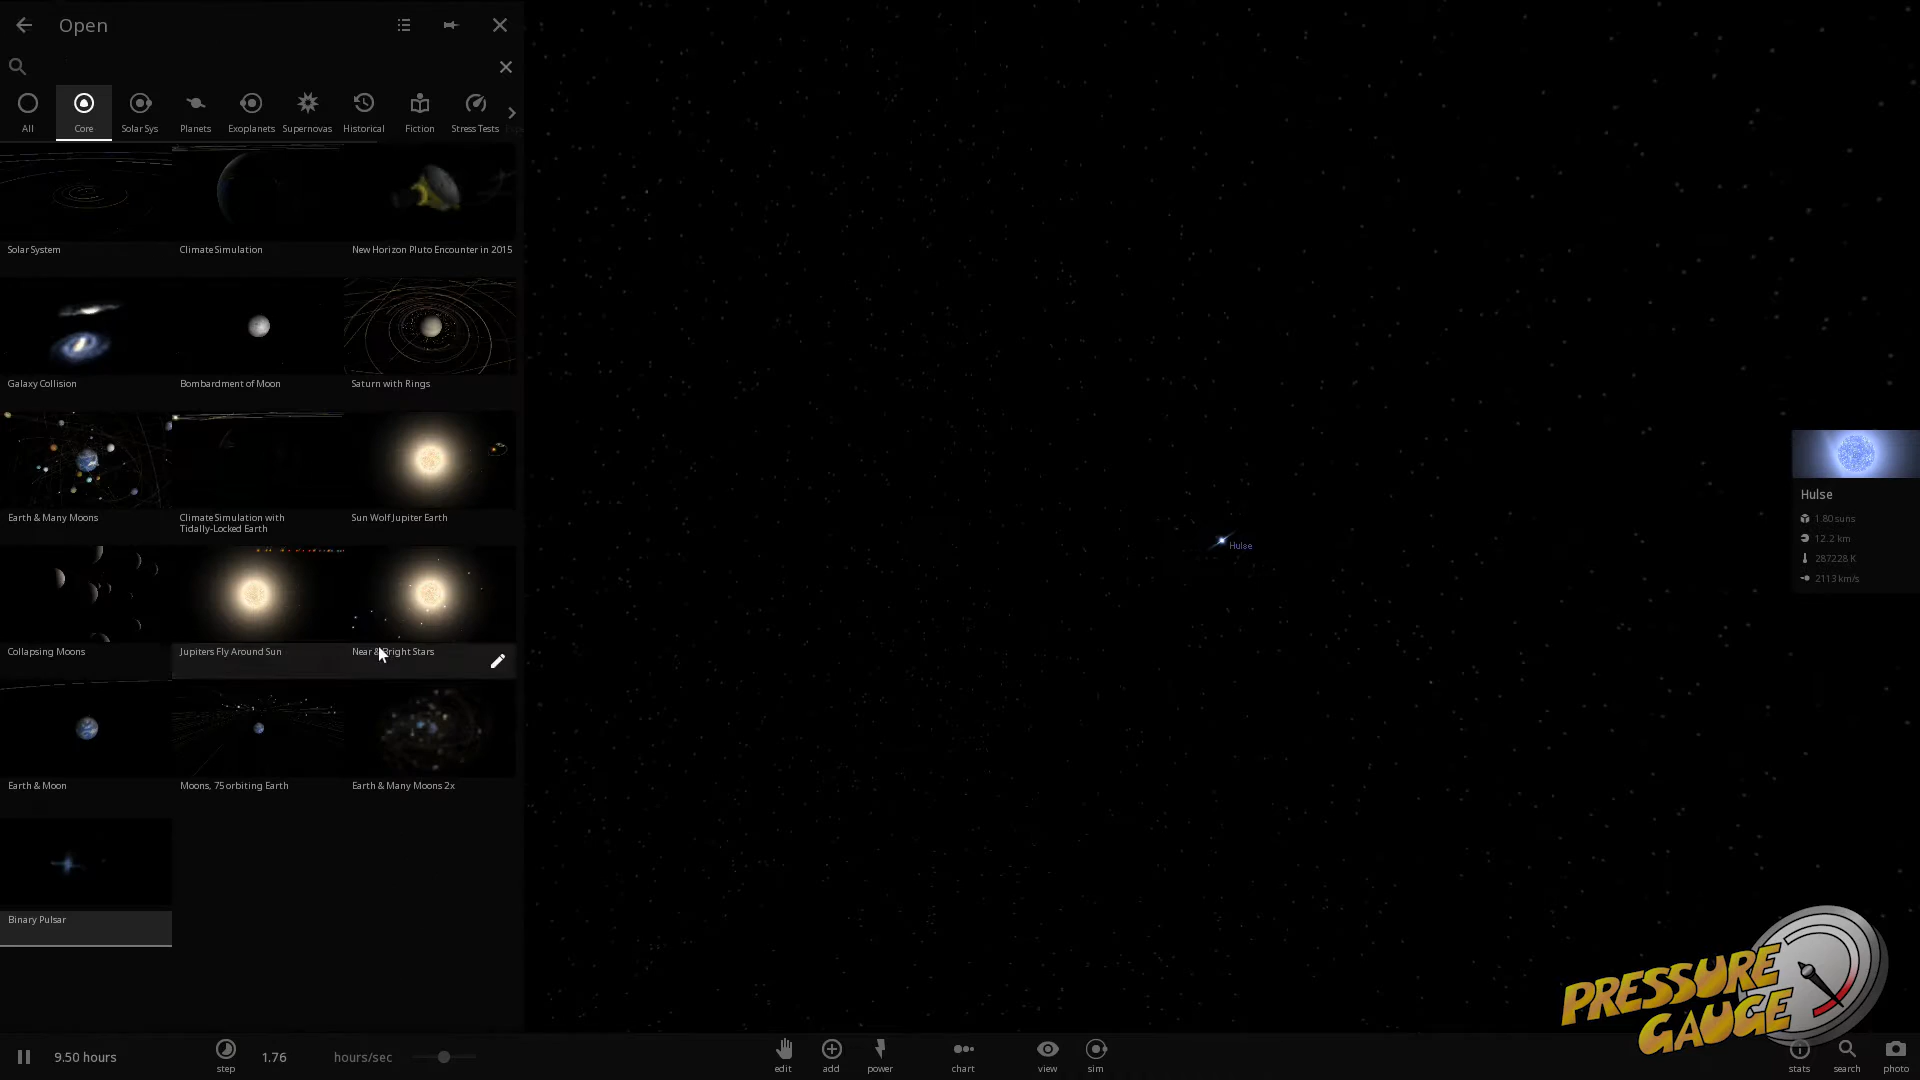 Open
All
Core
Solar Sys
Planets
Exoplanets
Supernovas
Historical
Fiction
Stress Tests
Solar System
Climate Simulation
New Horizon Pluto Encounter in 2015
Galaxy Collision
Bombardment of Moon
Saturn with Rings
Earth & Many Moons
Climate Simulation with
Tidally-Locked Earth
Sun Wolf Jupiter Earth
Collapsing Moons
Jupiters Fly Around Sun
Near & Bright Stars
Earth & Moon
Moons, 75 orbiting Earth
Earth & Many Moons 2x
Binary Pulsar
Hulse
Hulse
1.80 suns
12.2 km
287228 K
2113 km/s
PRESSURE
GAUGE
9.50 hours
step
1.76
hours/sec
edit
add
power
chart
view
sim
stats
search
photo